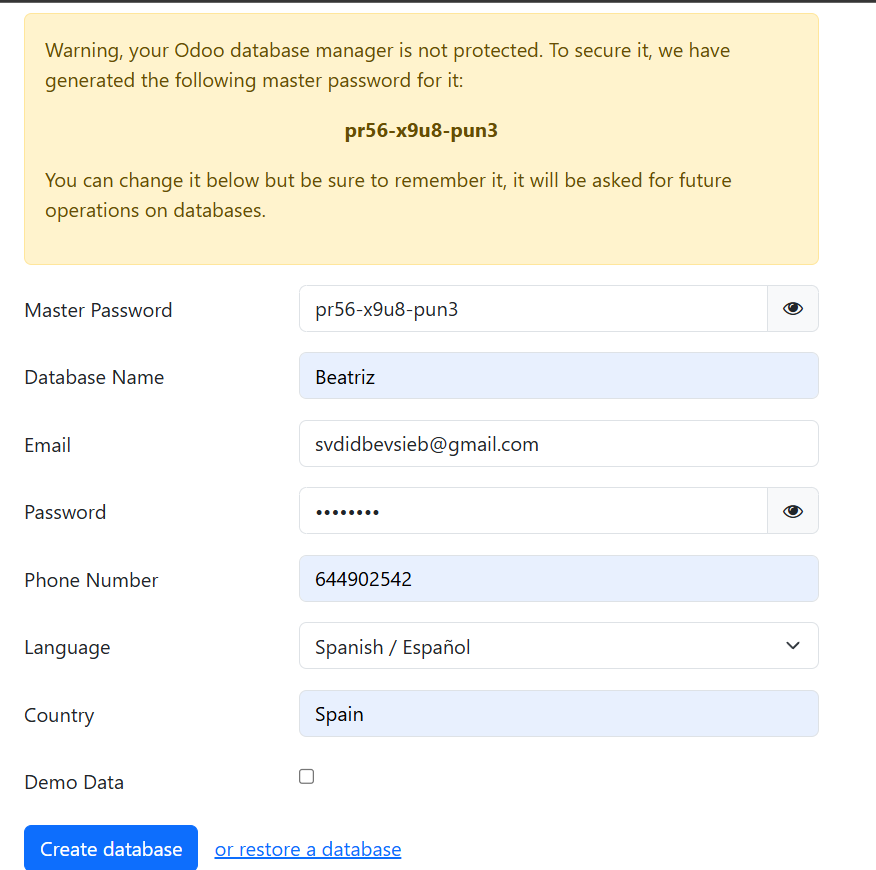 Warning, your Odoo database manager is not protected. To secure it, we have
generated the following master password for it:
pr56-x9u8-pun3
You can change it below but be sure to remember it, it will be asked for future
operations on databases.
Master Password pr56-x9u8-pun3
Database Name Beatriz
Email svdidbevsieb@gmail.com
Password ••••••••
Phone Number 644902542
Language Spanish / Español
Country Spain
Demo Data
Create database or restore a database